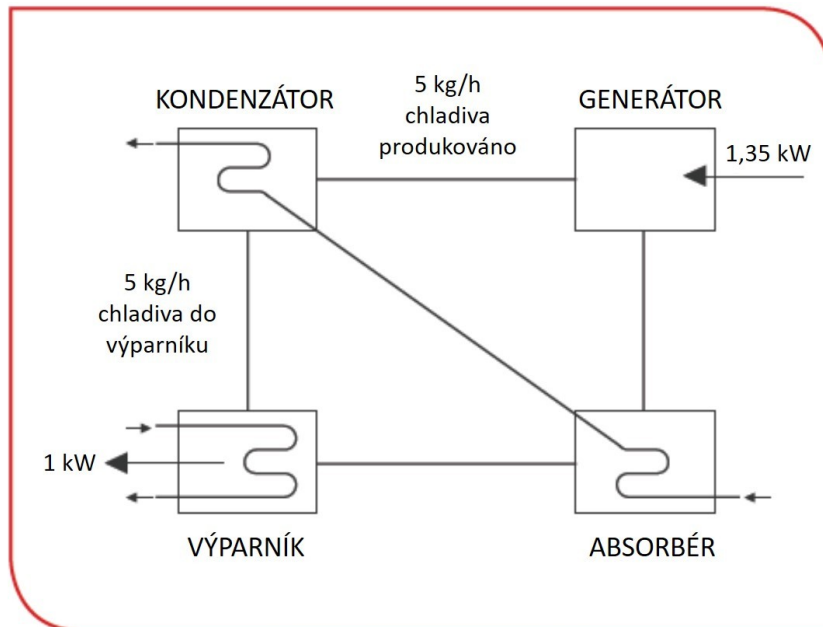 KONDENZÁTOR
5 kg/h
chladiva
produkováno
GENERÁTOR
1,35 kW
5 kg/h
chladiva do
výparníku
1 kW
VÝPARNÍK
ABSORBÉR